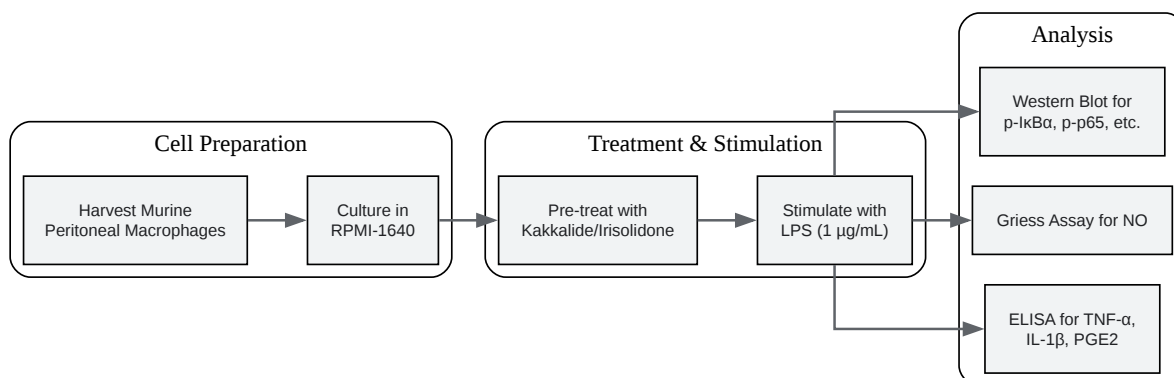 Cell Preparation
Harvest Murine
Peritoneal Macrophages
Culture in
RPMI-1640
Treatment & Stimulation
Pre-treat with
Kakkalide/Irisolidone
Stimulate with
LPS (1 µg/mL)
Analysis
Western Blot for
p-IκBα, p-p65, etc.
Griess Assay for NO
ELISA for TNF-α,
IL-1β, PGE2